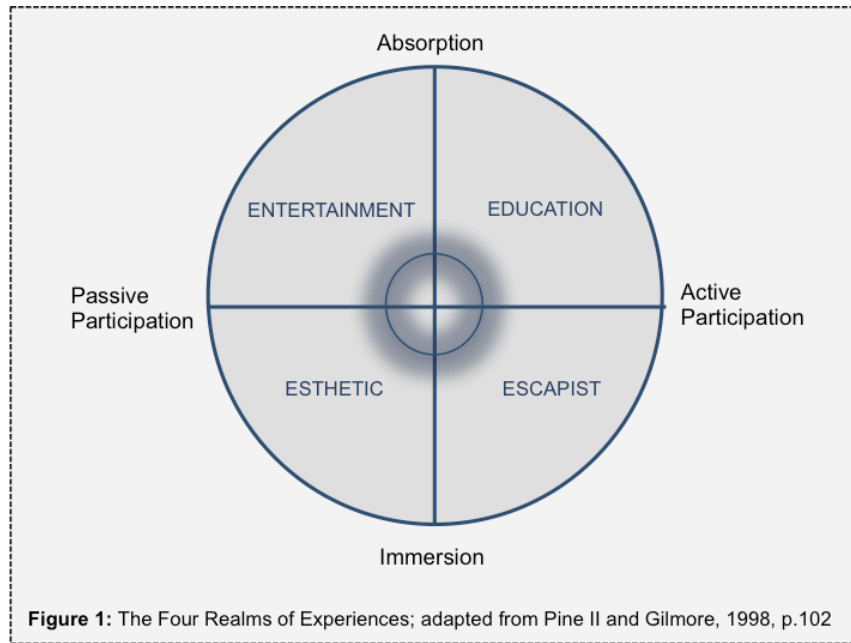 Absorption
ENTERTAINMENT
EDUCATION
Passive
Participation
Active
Participation
ESTHETIC
ESCAPIST
Immersion
Figure 1: The Four Realms of Experiences; adapted from Pine II and Gilmore, 1998, p.102